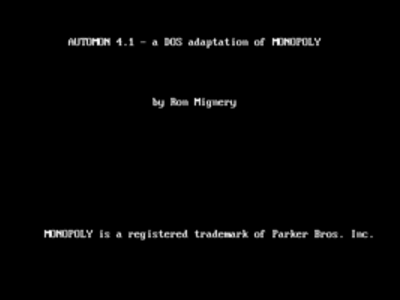 AUTOMON 4.1 - a DOS adaptation of MONOPOLY
by Ron Mignery
MONOPOLY is a registered trademark of Parker Bros. Inc.